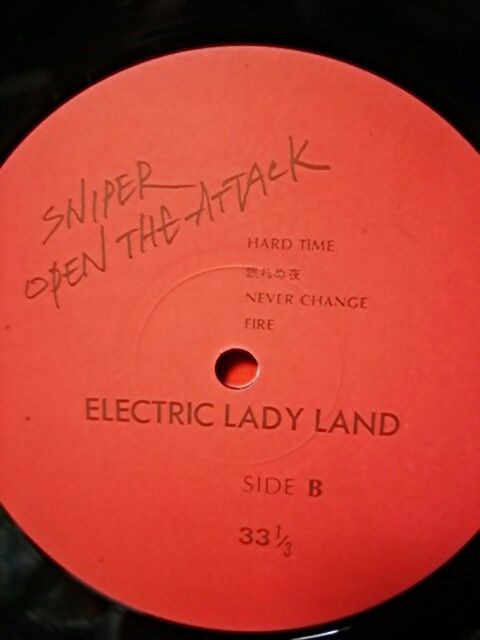 SNIPER
OPEN THE ATTACK
HARD TIME
眠れぬ夜
NEVER CHANGE
FIRE
ELECTRIC LADY LAND
SIDE B
33 1/3